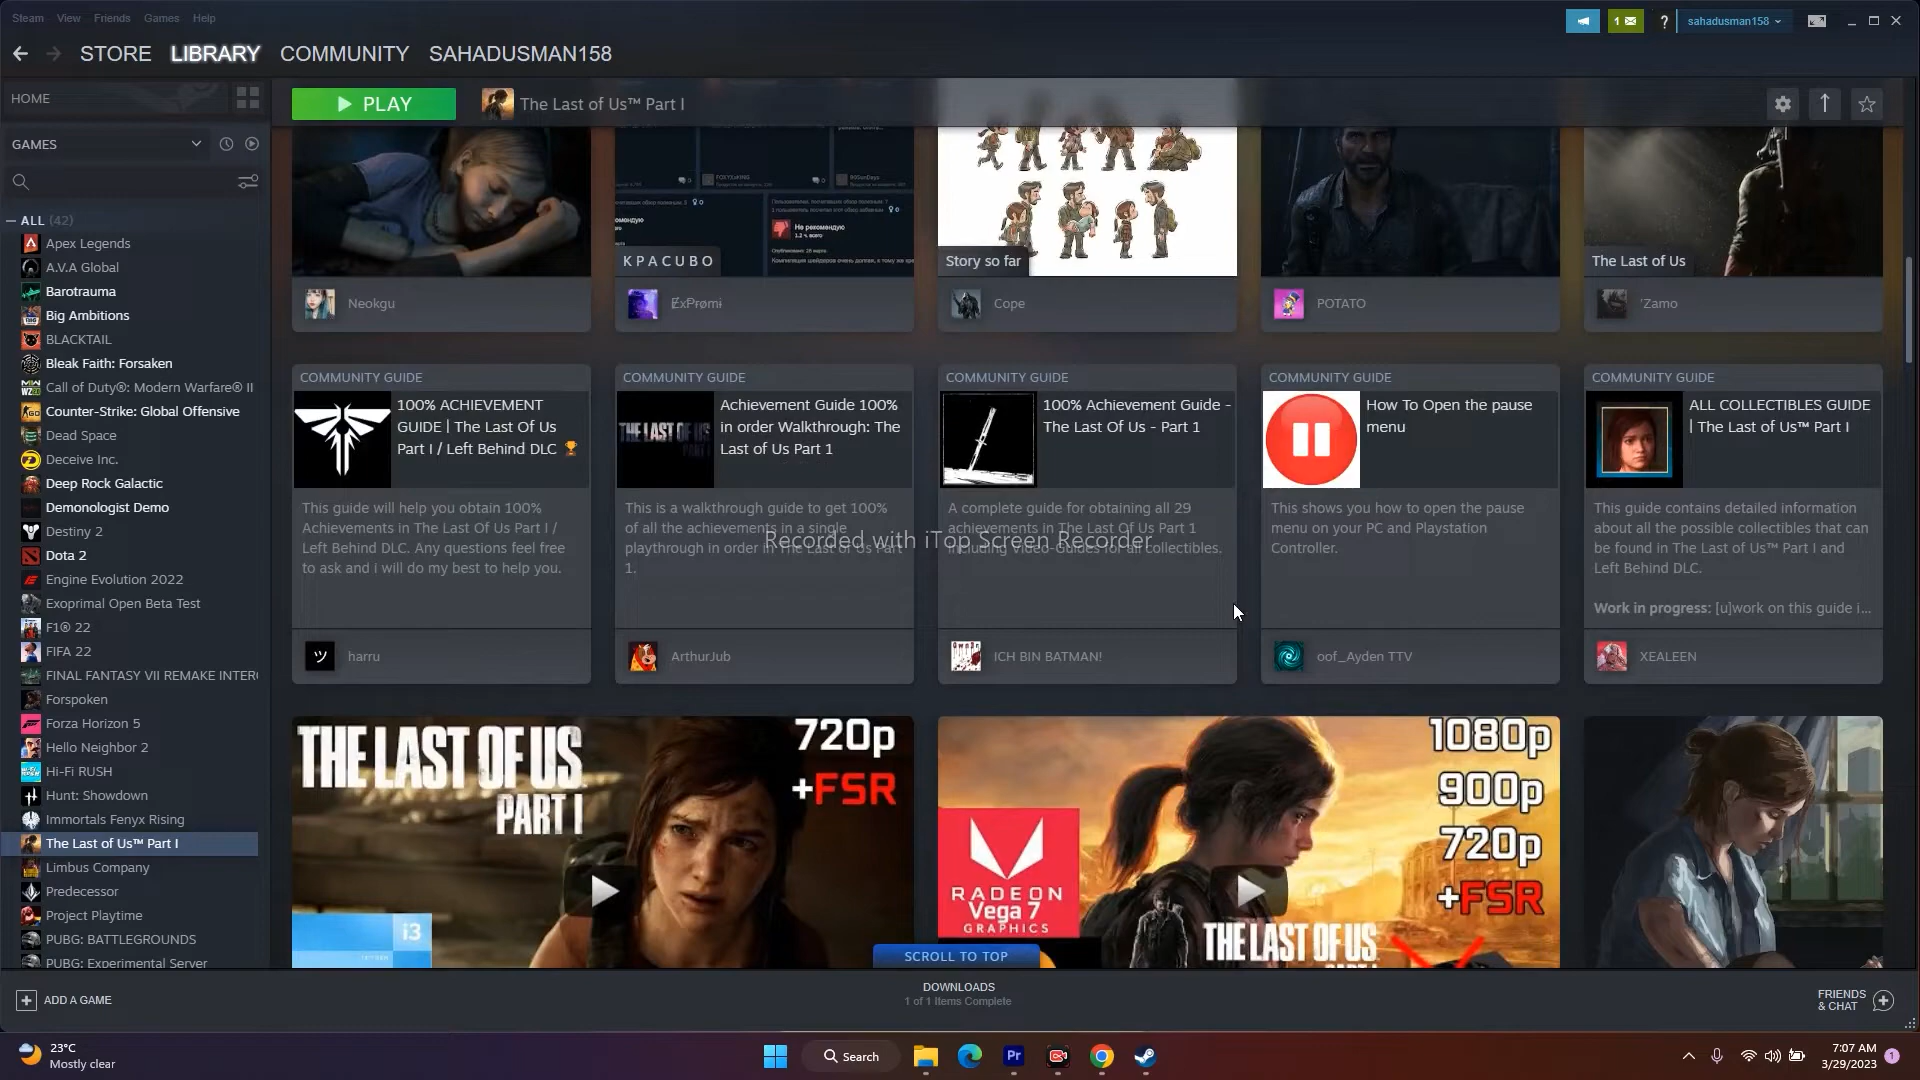 Steam View Friends Games Help
1
?
sahadusman158
STORE LIBRARY COMMUNITY SAHADUSMAN158
HOME
PLAY
The Last of Us™ Part I
GAMES
ALL (42)
Apex Legends
A.V.A Global
Barotrauma
Big Ambitions
BLACKTAIL
Bleak Faith: Forsaken
Call of Duty®: Modern Warfare® II
Counter-Strike: Global Offensive
Dead Space
Deceive Inc.
Deep Rock Galactic
Demonologist Demo
Destiny 2
Dota 2
Engine Evolution 2022
Exoprimal Open Beta Test
F1® 22
FIFA 22
FINAL FANTASY VII REMAKE INTER
Forspoken
Forza Horizon 5
Hello Neighbor 2
Hi-Fi RUSH
Hunt: Showdown
Immortals Fenyx Rising
The Last of Us™ Part I
Limbus Company
Predecessor
Project Playtime
PUBG: BATTLEGROUNDS
PUBG: Experimental Server
Не рекомендую
КРАСИВО
Story so far
The Last of Us
Neokgu
Cope
POTATO
'Zamo
COMMUNITY GUIDE
100% ACHIEVEMENT
GUIDE | The Last Of Us
Part I / Left Behind DLC 🏆
This guide will help you obtain 100%
Achievements in The Last Of Us Part I /
Left Behind DLC. Any questions feel free
to ask and i will do my best to help you.
ツ
harru
COMMUNITY GUIDE
THE LAST OF US
Achievement Guide 100%
in order Walkthrough: The
Last of Us Part 1
This is a walkthrough guide to get 100%
of all the achievements in a single
playthrough in order in The Last of Us Part
1.
ArthurJub
COMMUNITY GUIDE
100% Achievement Guide -
The Last Of Us - Part 1
A complete guide for obtaining all 29
achievements in The Last Of Us Part 1
including Video-Guides for all collectibles.
ICH BIN BATMAN!
COMMUNITY GUIDE
How To Open the pause
menu
This shows you how to open the pause
menu on your PC and Playstation
Controller.
oof_Ayden TTV
COMMUNITY GUIDE
ALL COLLECTIBLES GUIDE
| The Last of Us™ Part I
This guide contains detailed information
about all the possible collectibles that can
be found in The Last of Us™ Part I and
Left Behind DLC.
Work in progress: [u]work on this guide i...
XEALEEN
Recorded with iTop Screen Recorder
THE LAST OF US
PART I
720p
+FSR
i3
RADEON
Vega 7
GRAPHICS
1080p
900p
720p
+FSR
THE LAST OF US
SCROLL TO TOP
ADD A GAME
DOWNLOADS
1 of 1 Items Complete
FRIENDS
& CHAT
23°C
Mostly clear
Search
Pr
7:07 AM
3/29/2023
1